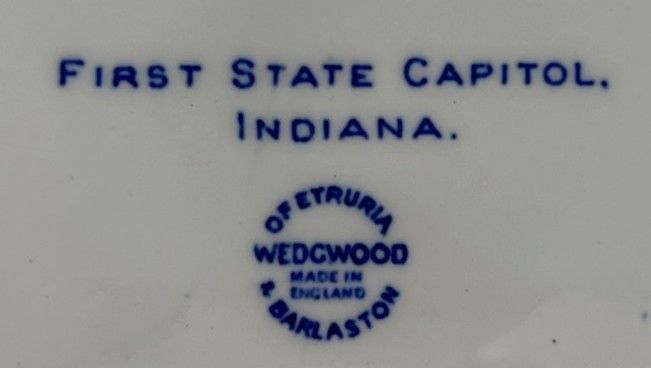 FIRST STATE CAPITOL.
INDIANA.
OF ETRURIA
WEDGWOOD
MADE IN
ENGLAND
& BARLASTON